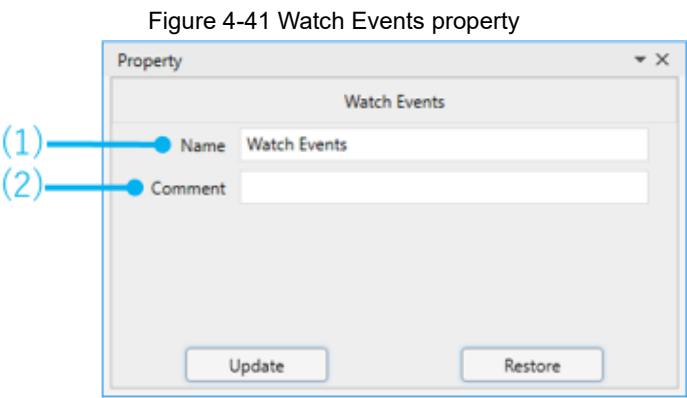 Figure 4-41 Watch Events property
Property
Watch Events
(1) Name Watch Events
(2) Comment
Update Restore